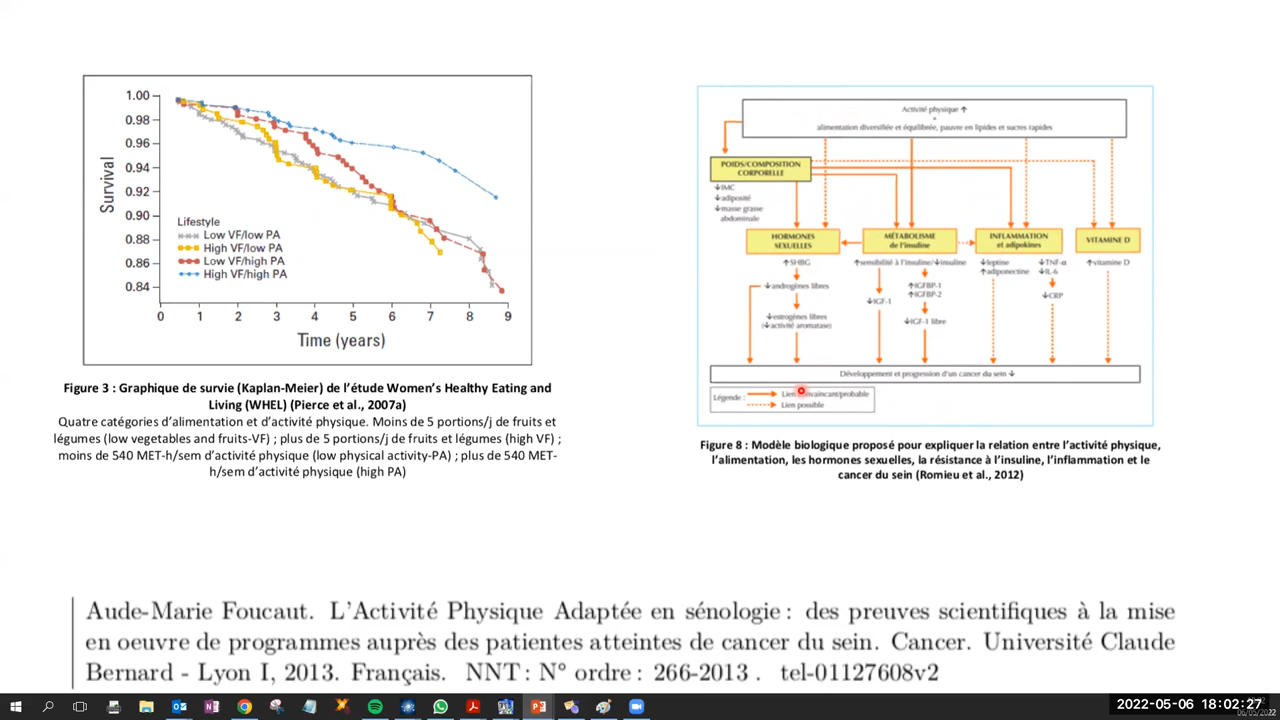 1.00
0.98
0.96
0.94
0.92
0.90
0.88
0.86
0.84
Survival
Lifestyle
Low VF/low PA
High VF/low PA
Low VF/high PA
High VF/high PA
0 1 2 3 4 5 6 7 8 9
Time (years)
Figure 3 : Graphique de survie (Kaplan-Meier) de l'étude Women's Healthy Eating and
Living (WHEL) (Pierce et al., 2007a)
Quatre catégories d'alimentation et d'activité physique. Moins de 5 portions/j de fruits et
légumes (low vegetables and fruits-VF) ; plus de 5 portions/j de fruits et légumes (high VF) ;
moins de 540 MET-h/sem d'activité physique (low physical activity-PA) ; plus de 540 MET-
h/sem d'activité physique (high PA)
Activité physique ↑
+
alimentation diversifiée et équilibrée, pauvre en lipides et sucres rapides
POIDS/COMPOSITION
CORPORELLE
↓IMC
↓adiposité
↓masse grasse
abdominale
HORMONES
SEXUELLES
MÉTABOLISME
de l'insuline
INFLAMMATION
et adipokines
VITAMINE D
↑SHBG
↑sensibilité à l'insuline/↓insuline
↓leptine
↑adiponectine
↓TNF-α
↓IL-6
↑vitamine D
↓androgènes libres
↓IGF-1
↑IGFBP-1
↑IGFBP-2
↓CRP
↓estrogènes libres
(↓activité aromatase)
↓IGF-1 libre
Développement et progression d'un cancer du sein ↓
Légende :
Lien convaincant/probable
Lien possible
Figure 8 : Modèle biologique proposé pour expliquer la relation entre l'activité physique,
l'alimentation, les hormones sexuelles, la résistance à l'insuline, l'inflammation et le
cancer du sein (Romieu et al., 2012)
Aude-Marie Foucaut. L'Activité Physique Adaptée en sénologie : des preuves scientifiques à la mise
en oeuvre de programmes auprès des patientes atteintes de cancer du sein. Cancer. Université Claude
Bernard - Lyon I, 2013. Français. NNT : N° ordre : 266-2013 . tel-01127608v2
2022-05-06 18:02:27
06/05/2022